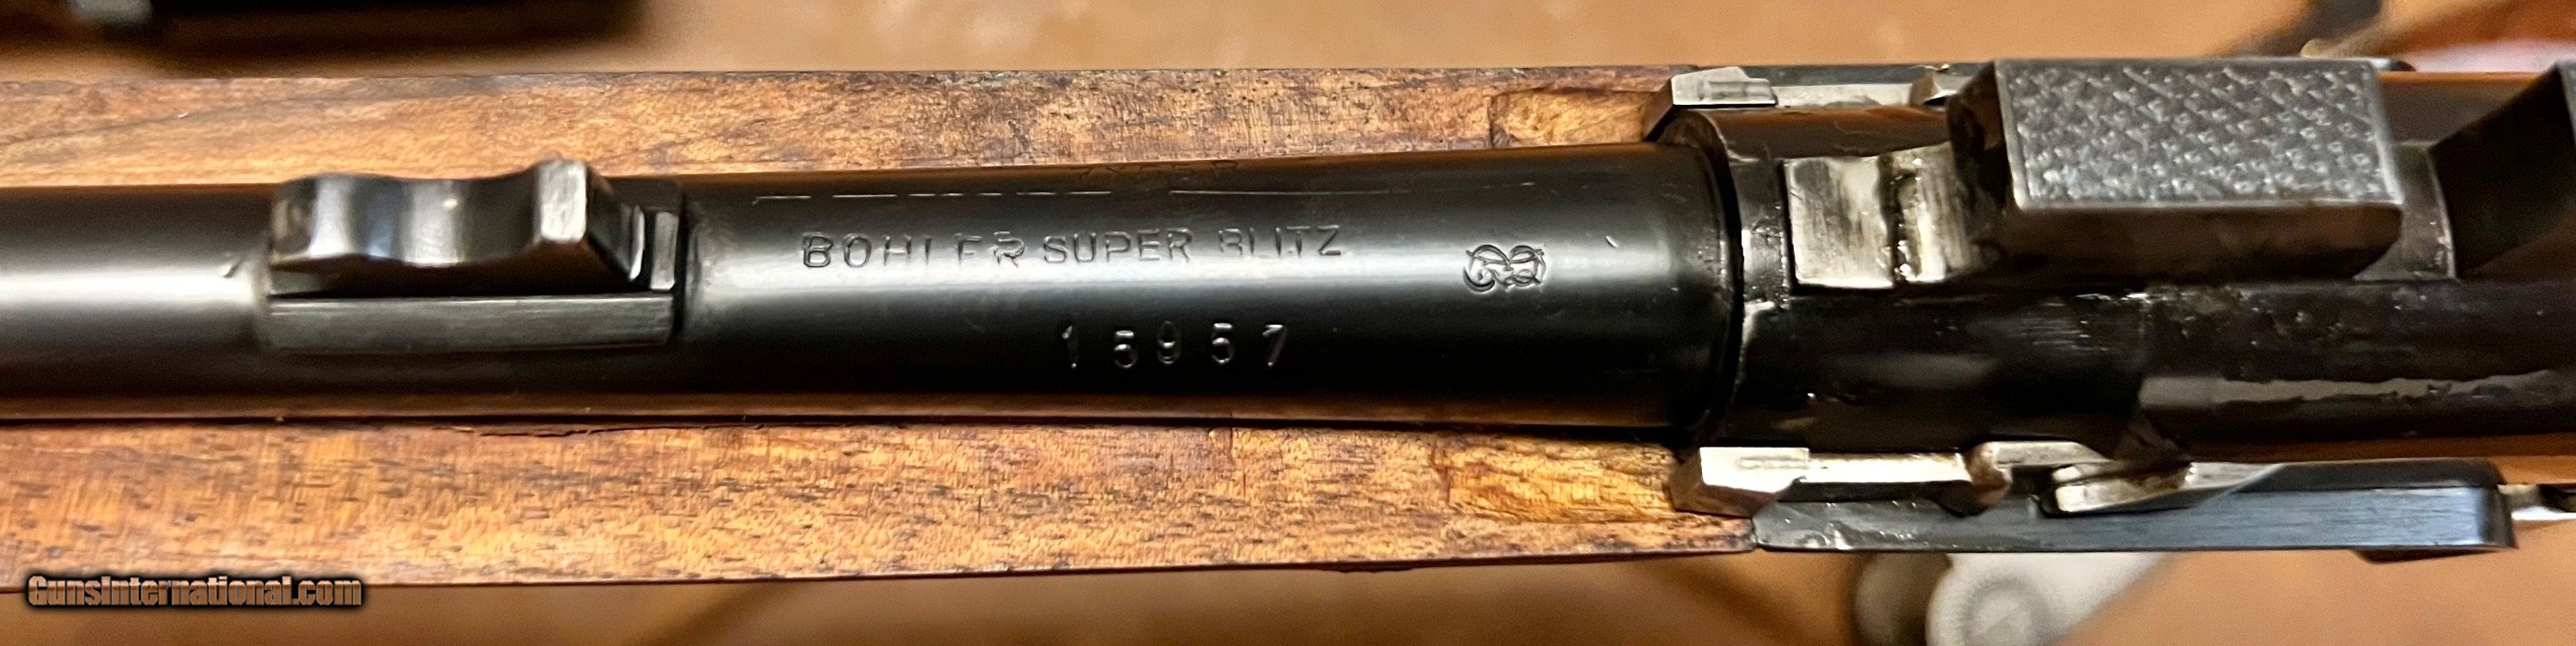 BOHLER SUPER BLITZ
15957
GunsInternational.com